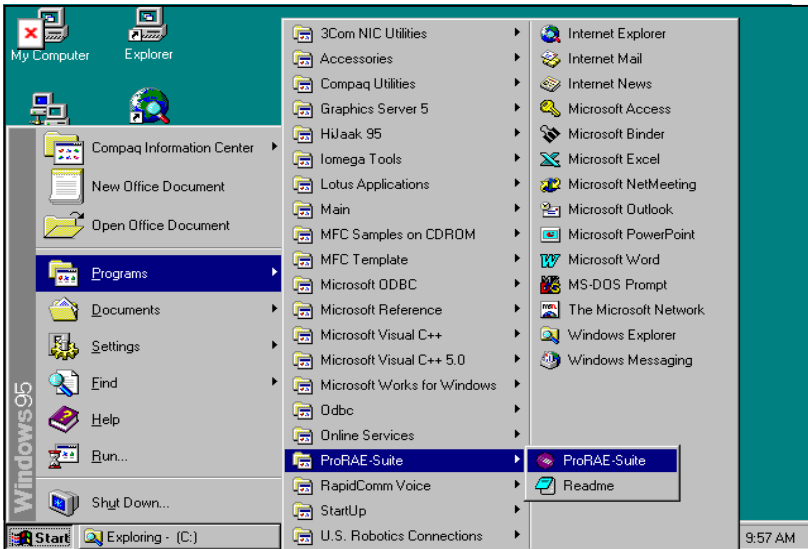 My Computer
Explorer
Compaq Information Center
New Office Document
Open Office Document
Programs
Documents
Settings
Find
Help
Run...
Shut Down...
Windows95
Start
Exploring - (C:)
3Com NIC Utilities
Accessories
Compaq Utilities
Graphics Server 5
HiJaak 95
Iomega Tools
Lotus Applications
Main
MFC Samples on CDROM
MFC Template
Microsoft ODBC
Microsoft Reference
Microsoft Visual C++
Microsoft Visual C++ 5.0
Microsoft Works for Windows
Odbc
Online Services
ProRAE-Suite
RapidComm Voice
StartUp
U.S. Robotics Connections
Internet Explorer
Internet Mail
Internet News
Microsoft Access
Microsoft Binder
Microsoft Excel
Microsoft NetMeeting
Microsoft Outlook
Microsoft PowerPoint
Microsoft Word
MS-DOS Prompt
The Microsoft Network
Windows Explorer
Windows Messaging
ProRAE-Suite
Readme
9:57 AM